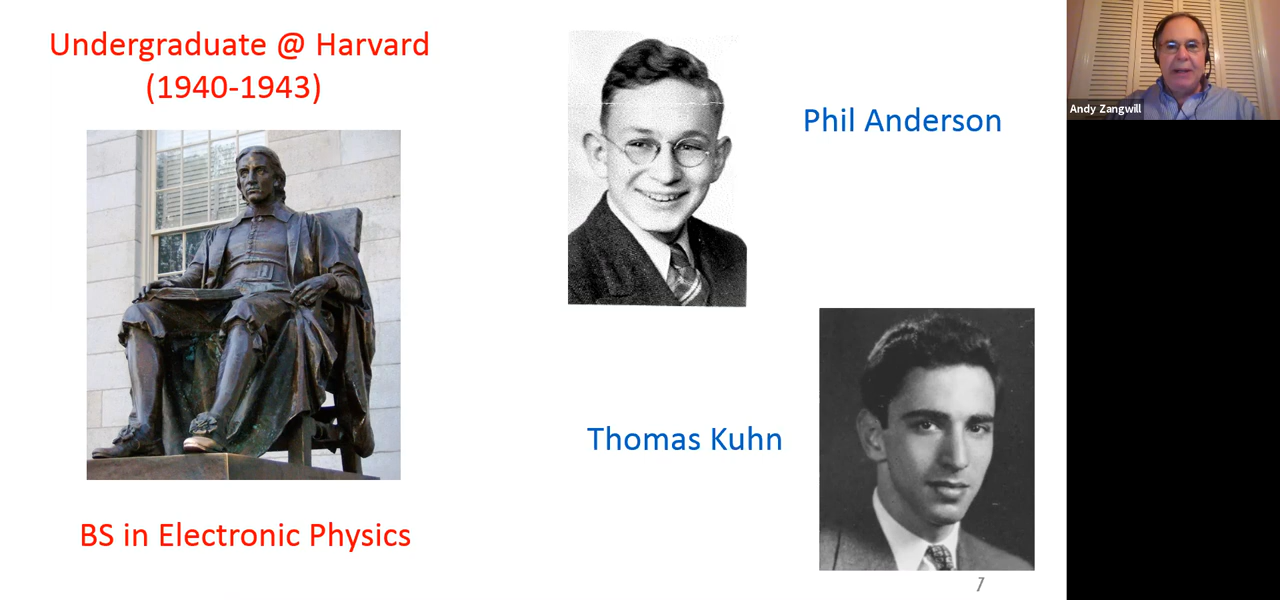 Undergraduate @ Harvard
(1940-1943)
Phil Anderson
Andy Zangwill
Thomas Kuhn
BS in Electronic Physics
7